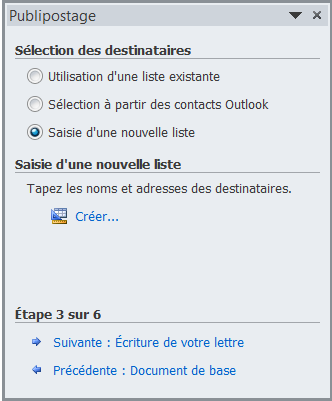 Publipostage
Sélection des destinataires
Utilisation d'une liste existante
Sélection à partir des contacts Outlook
Saisie d'une nouvelle liste
Saisie d'une nouvelle liste
Tapez les noms et adresses des destinataires.
Créer...
Étape 3 sur 6
Suivante : Écriture de votre lettre
Précédente : Document de base